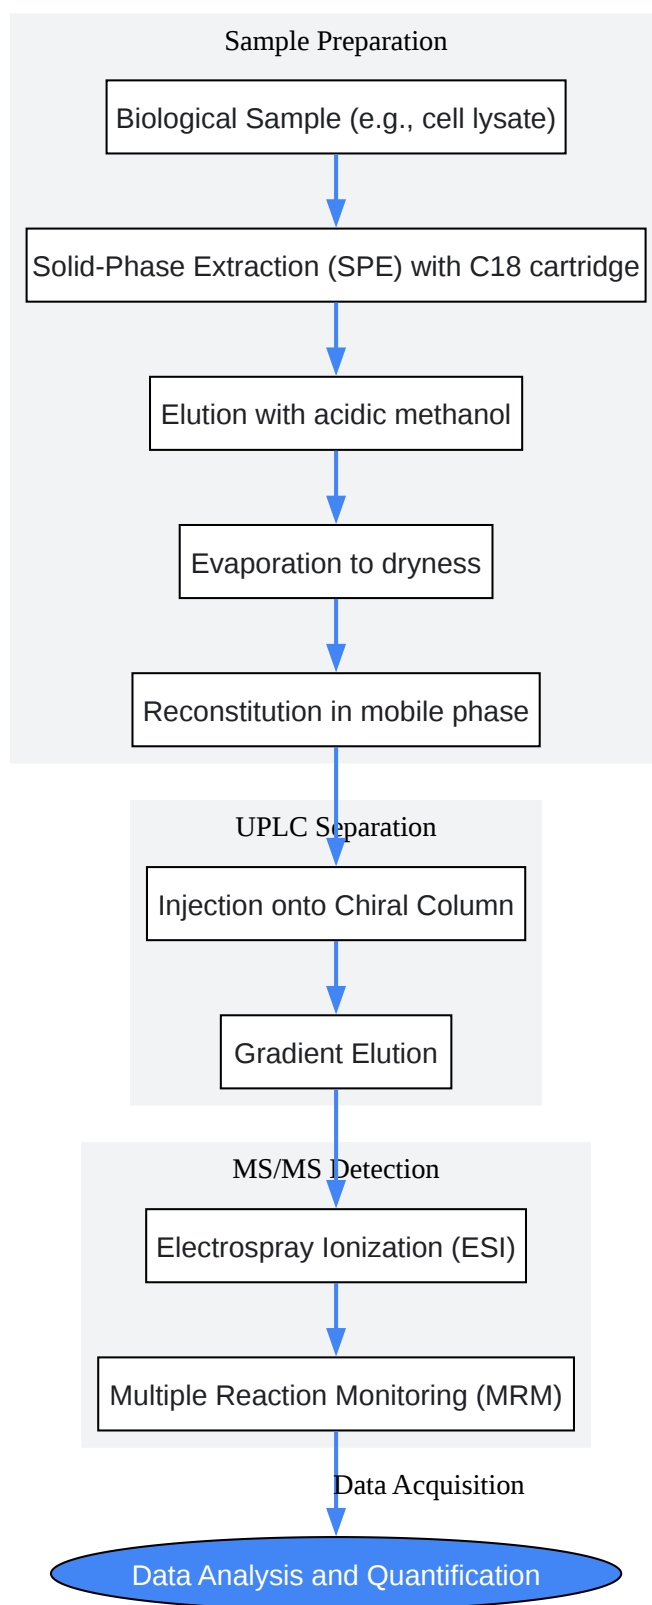 Sample Preparation
Biological Sample (e.g., cell lysate)
Solid-Phase Extraction (SPE) with C18 cartridge
Elution with acidic methanol
Evaporation to dryness
Reconstitution in mobile phase
UPLC Separation
Injection onto Chiral Column
Gradient Elution
MS/MS Detection
Electrospray Ionization (ESI)
Multiple Reaction Monitoring (MRM)
Data Acquisition
Data Analysis and Quantification